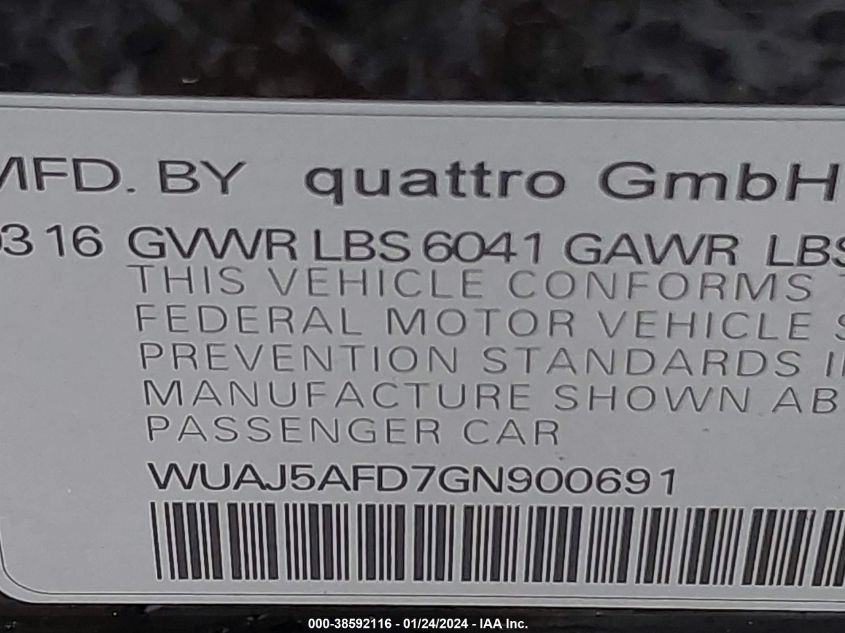 MFD. BY quattro GmbH
03 16 GVWR LBS 6041 GAWR LBS
THIS VEHICLE CONFORMS
FEDERAL MOTOR VEHICLE S
PREVENTION STANDARDS I
MANUFACTURE SHOWN AB
PASSENGER CAR
WUAJ5AFD7GN900691
000-38592116 - 01/24/2024 - IAA Inc.